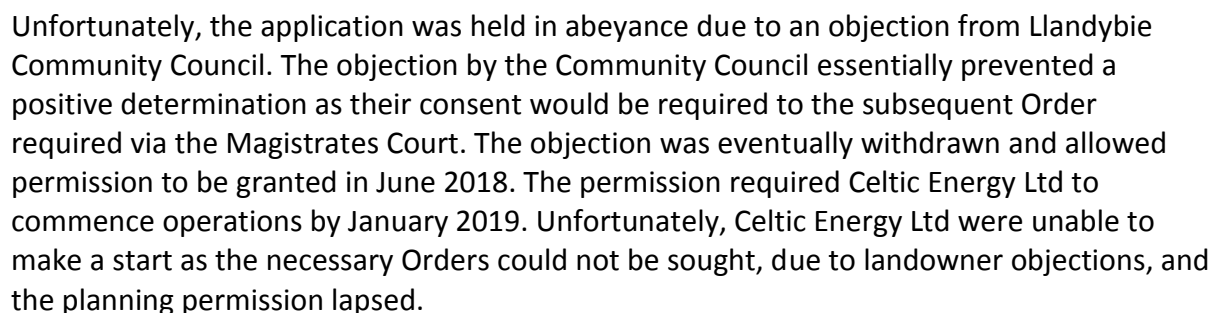 Unfortunately, the application was held in abeyance due to an objection from Llandybie
Community Council. The objection by the Community Council essentially prevented a
positive determination as their consent would be required to the subsequent Order
required via the Magistrates Court. The objection was eventually withdrawn and allowed
permission to be granted in June 2018. The permission required Celtic Energy Ltd to
commence operations by January 2019. Unfortunately, Celtic Energy Ltd were unable to
make a start as the necessary Orders could not be sought, due to landowner objections, and
the planning permission lapsed.